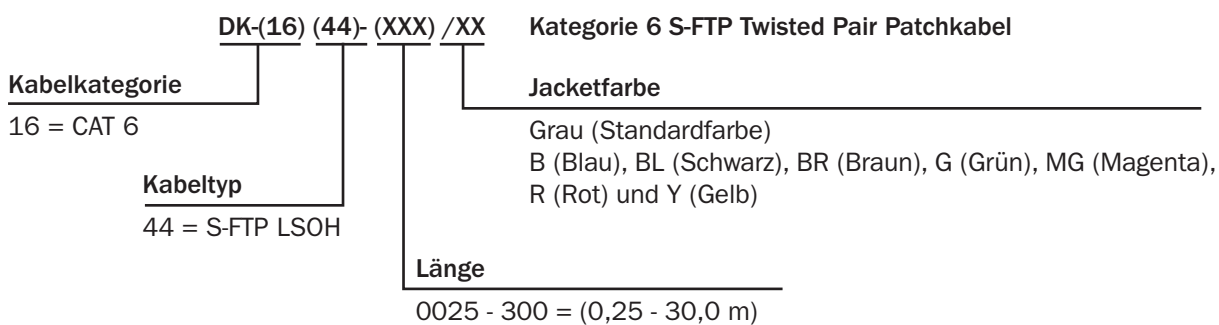 DK-(16) (44)- (XXX) /XX Kategorie 6 S-FTP Twisted Pair Patchkabel
Kabelkategorie
16 = CAT 6
Kabeltyp
44 = S-FTP LSOH
Länge
0025 - 300 = (0,25 - 30,0 m)
Jacketfarbe
Grau (Standardfarbe)
B (Blau), BL (Schwarz), BR (Braun), G (Grün), MG (Magenta),
R (Rot) und Y (Gelb)